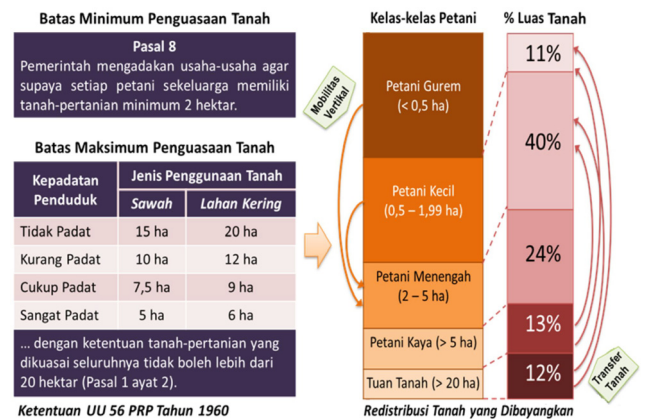 Batas Minimum Penguasaan Tanah
Pasal 8
Pemerintah mengadakan usaha-usaha agar
supaya setiap petani sekeluarga memiliki
tanah-pertanian minimum 2 hektar.
Batas Maksimum Penguasaan Tanah
Kepadatan Penduduk
Jenis Penggunaan Tanah
Sawah
Lahan Kering
Tidak Padat 15 ha 20 ha
Kurang Padat 10 ha 12 ha
Cukup Padat 7,5 ha 9 ha
Sangat Padat 5 ha 6 ha
... dengan ketentuan tanah-pertanian yang
dikuasai seluruhnya tidak boleh lebih dari
20 hektar (Pasal 1 ayat 2).
Ketentuan UU 56 PRP Tahun 1960
Kelas-kelas Petani
% Luas Tanah
Mobilitas
Vertikal
Petani Gurem
(< 0,5 ha)
Petani Kecil
(0,5 – 1,99 ha)
Petani Menengah
(2 – 5 ha)
Petani Kaya (> 5 ha)
Tuan Tanah (> 20 ha)
11%
40%
24%
13%
12%
Transfer
Tanah
Redistribusi Tanah yang Dibayangkan